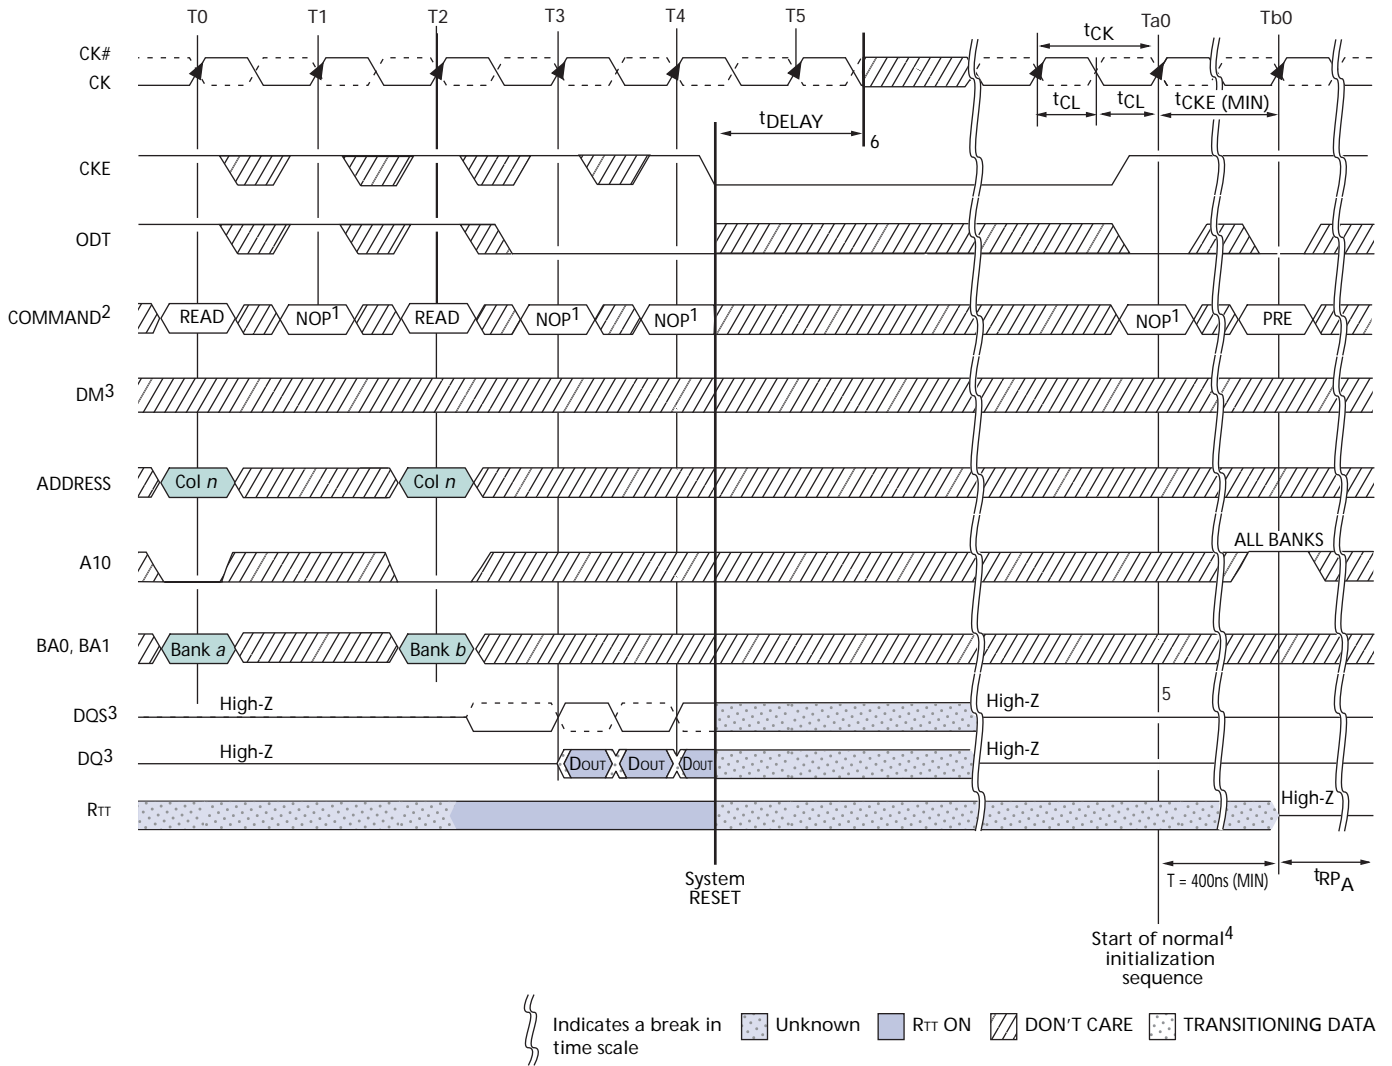 T0 T1 T2 T3 T4 T5 Ta0 Tb0
CK#
CK
tCK
tCL tCL tCKE (MIN)
tDELAY
6
CKE
ODT
COMMAND2 READ NOP1 READ NOP1 NOP1 NOP1 PRE
DM3
ADDRESS Col n Col n
ALL BANKS
A10
BA0, BA1 Bank a Bank b
DQS3 High-Z High-Z 5
DQ3 High-Z DOUT DOUT DOUT High-Z
RTT High-Z
System
RESET
T = 400ns (MIN) tRPA
Start of normal4
initialization
sequence
Indicates a break in
time scale
Unknown
RTT ON
DON'T CARE
TRANSITIONING DATA